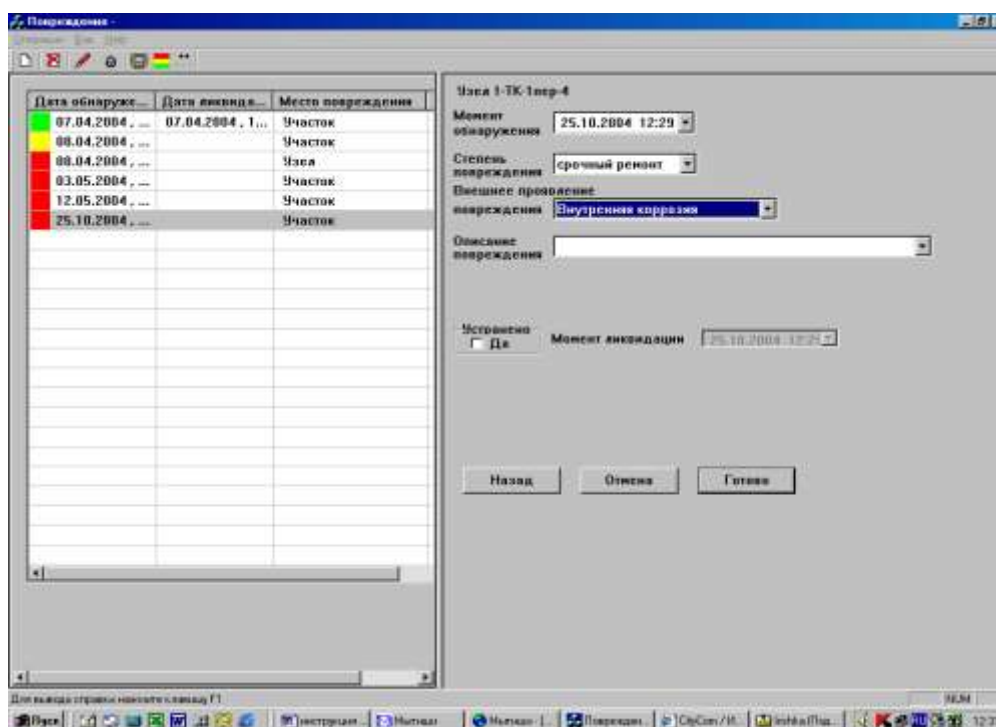 Повреждения -
Дата обнаруже... Дата ликвида... Место повреждения
07.04.2004 , ... 07.04.2004 , 1... Участок
08.04.2004 , ... Участок
08.04.2004 , ... Узел
03.05.2004 , ... Участок
12.05.2004 , ... Участок
25.10.2004 , ... Участок
Узел 1-ТК-1пер-4
Момент
обнаружения
25.10.2004 12:29
Степень
повреждения
срочный ремонт
Внешнее проявление
повреждения
Внутренняя коррозия
Описание
повреждения
Устранено
Да
Момент ликвидации
25.10.2004 12:29
Назад Отмена Готово
Для вывода справки нажмите клавишу F1
NUM
Пуск